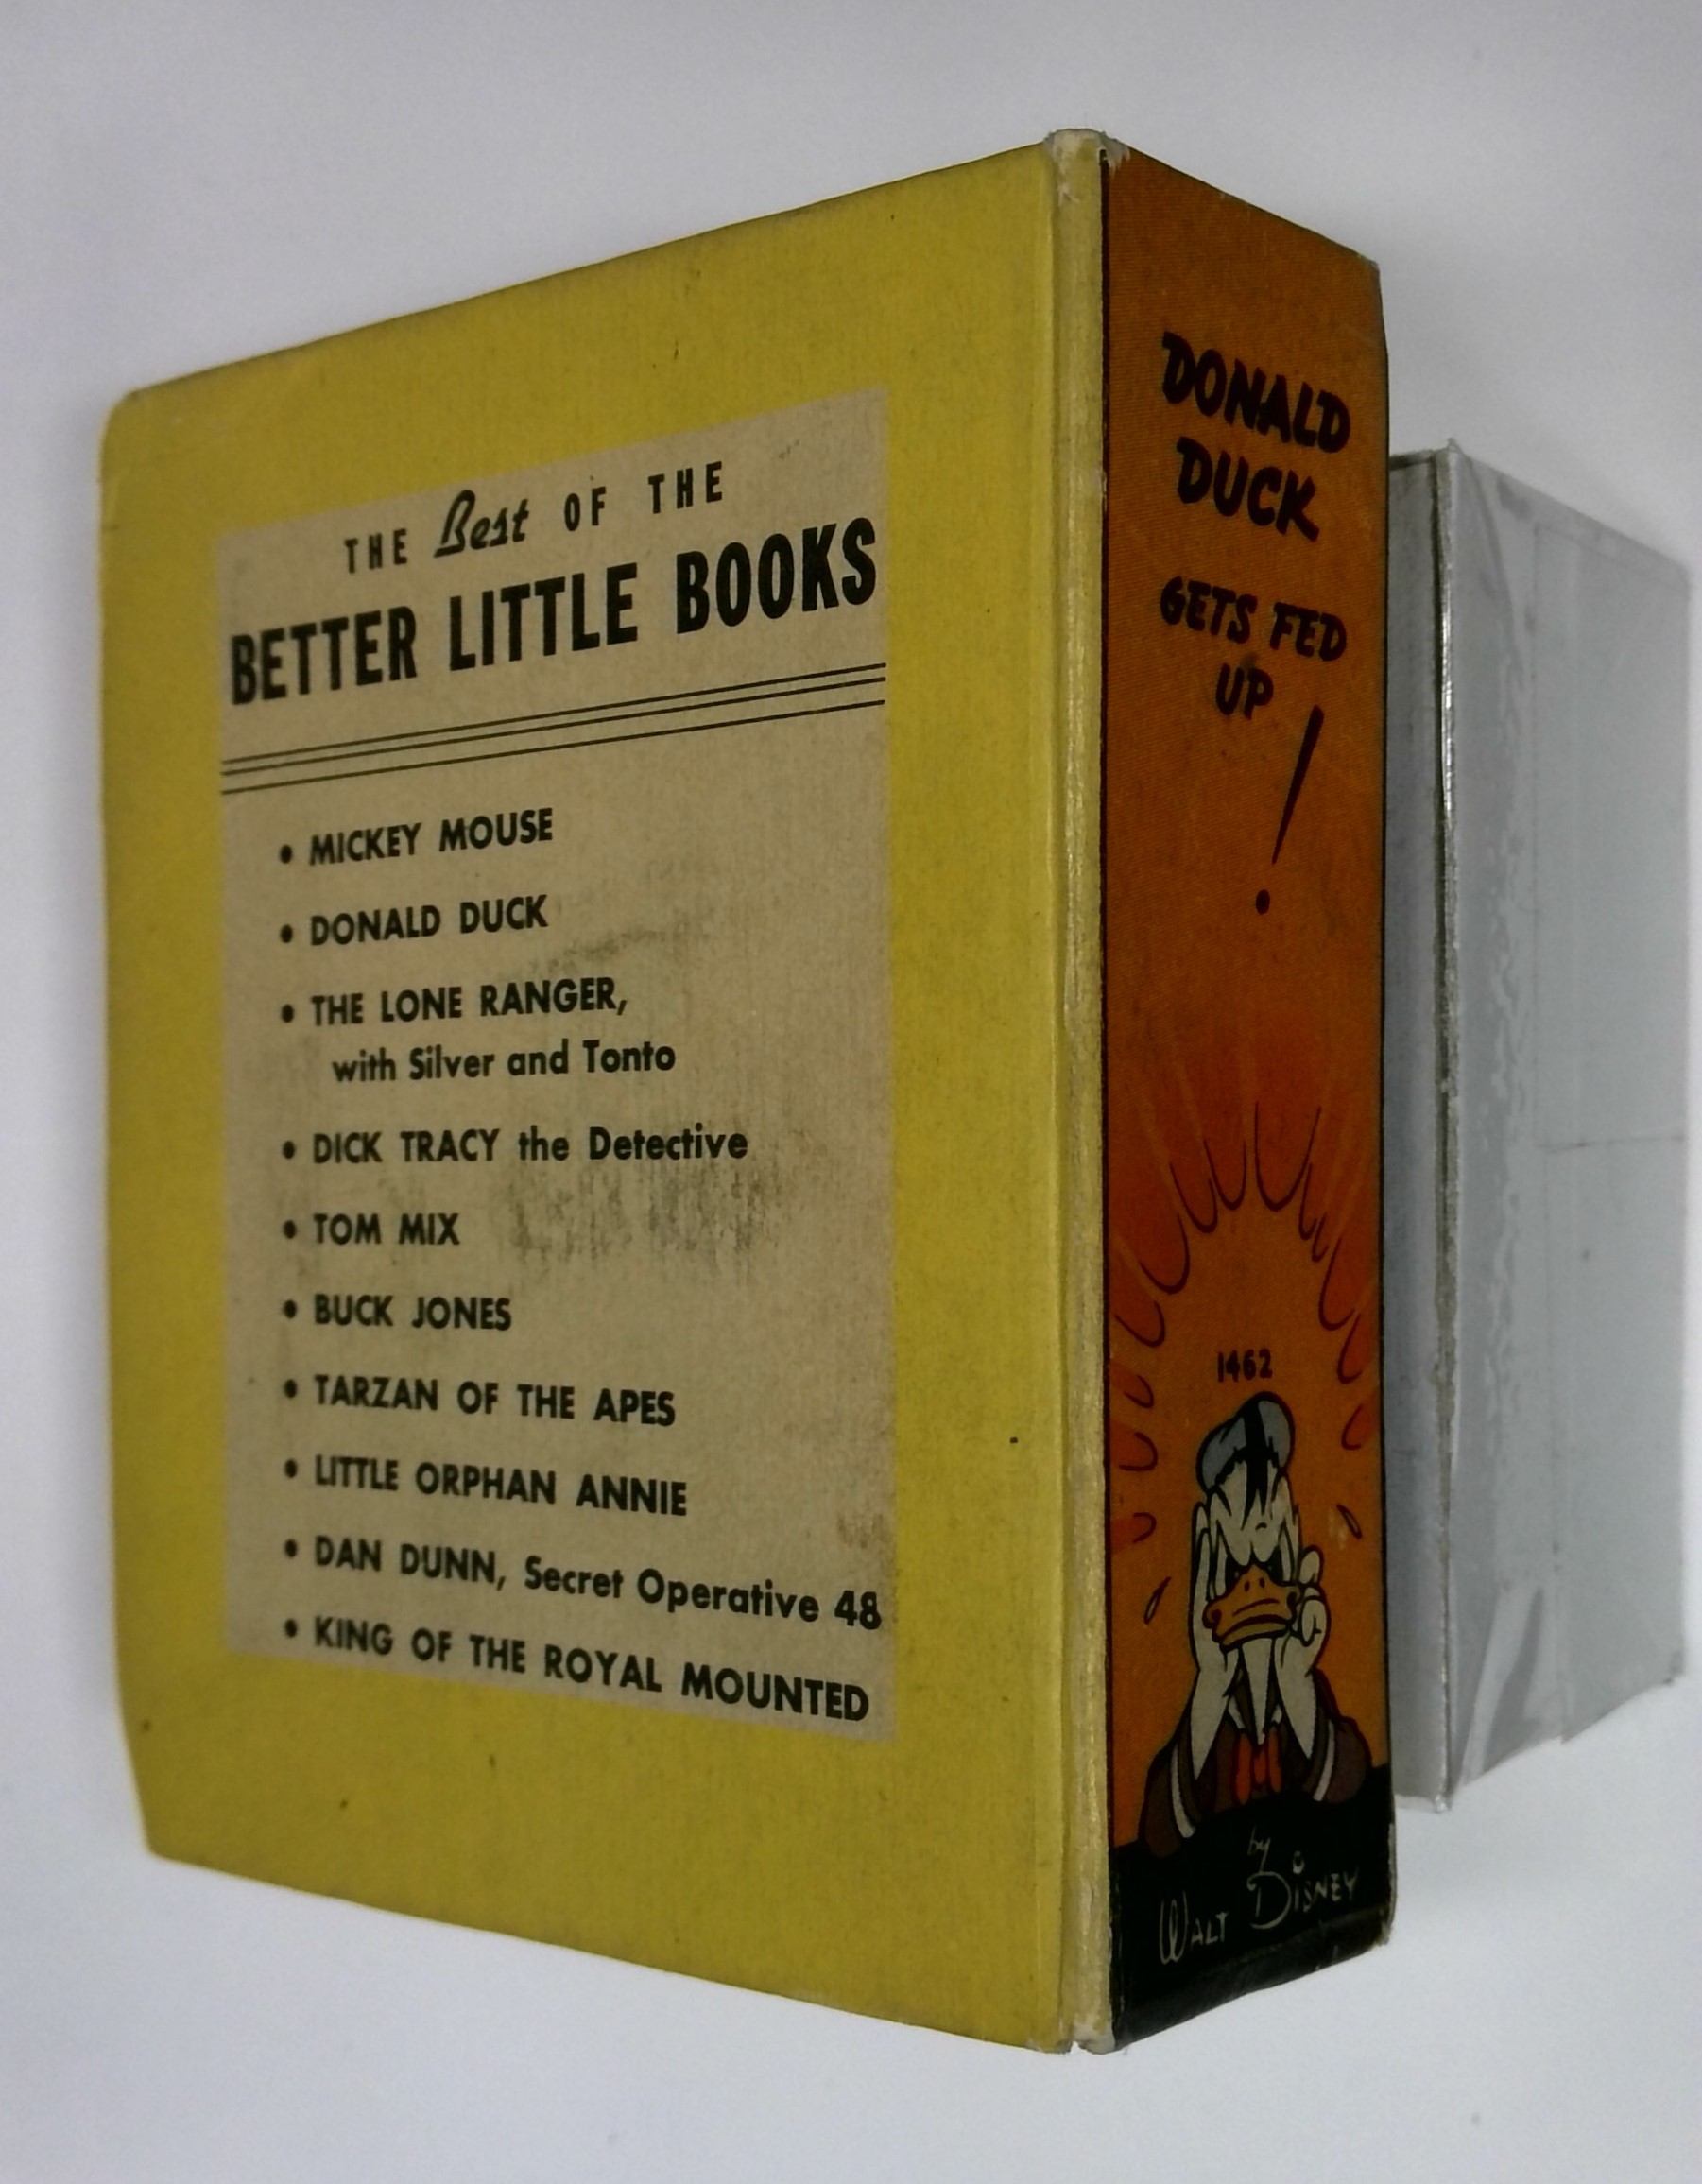 THE Best OF THE
BETTER LITTLE BOOKS
• MICKEY MOUSE
• DONALD DUCK
• THE LONE RANGER,
with Silver and Tonto
• DICK TRACY the Detective
• TOM MIX
• BUCK JONES
• TARZAN OF THE APES
• LITTLE ORPHAN ANNIE
• DAN DUNN, Secret Operative 48
• KING OF THE ROYAL MOUNTED
DONALD
DUCK
GETS FED
UP!
1462
by
WALT DISNEY